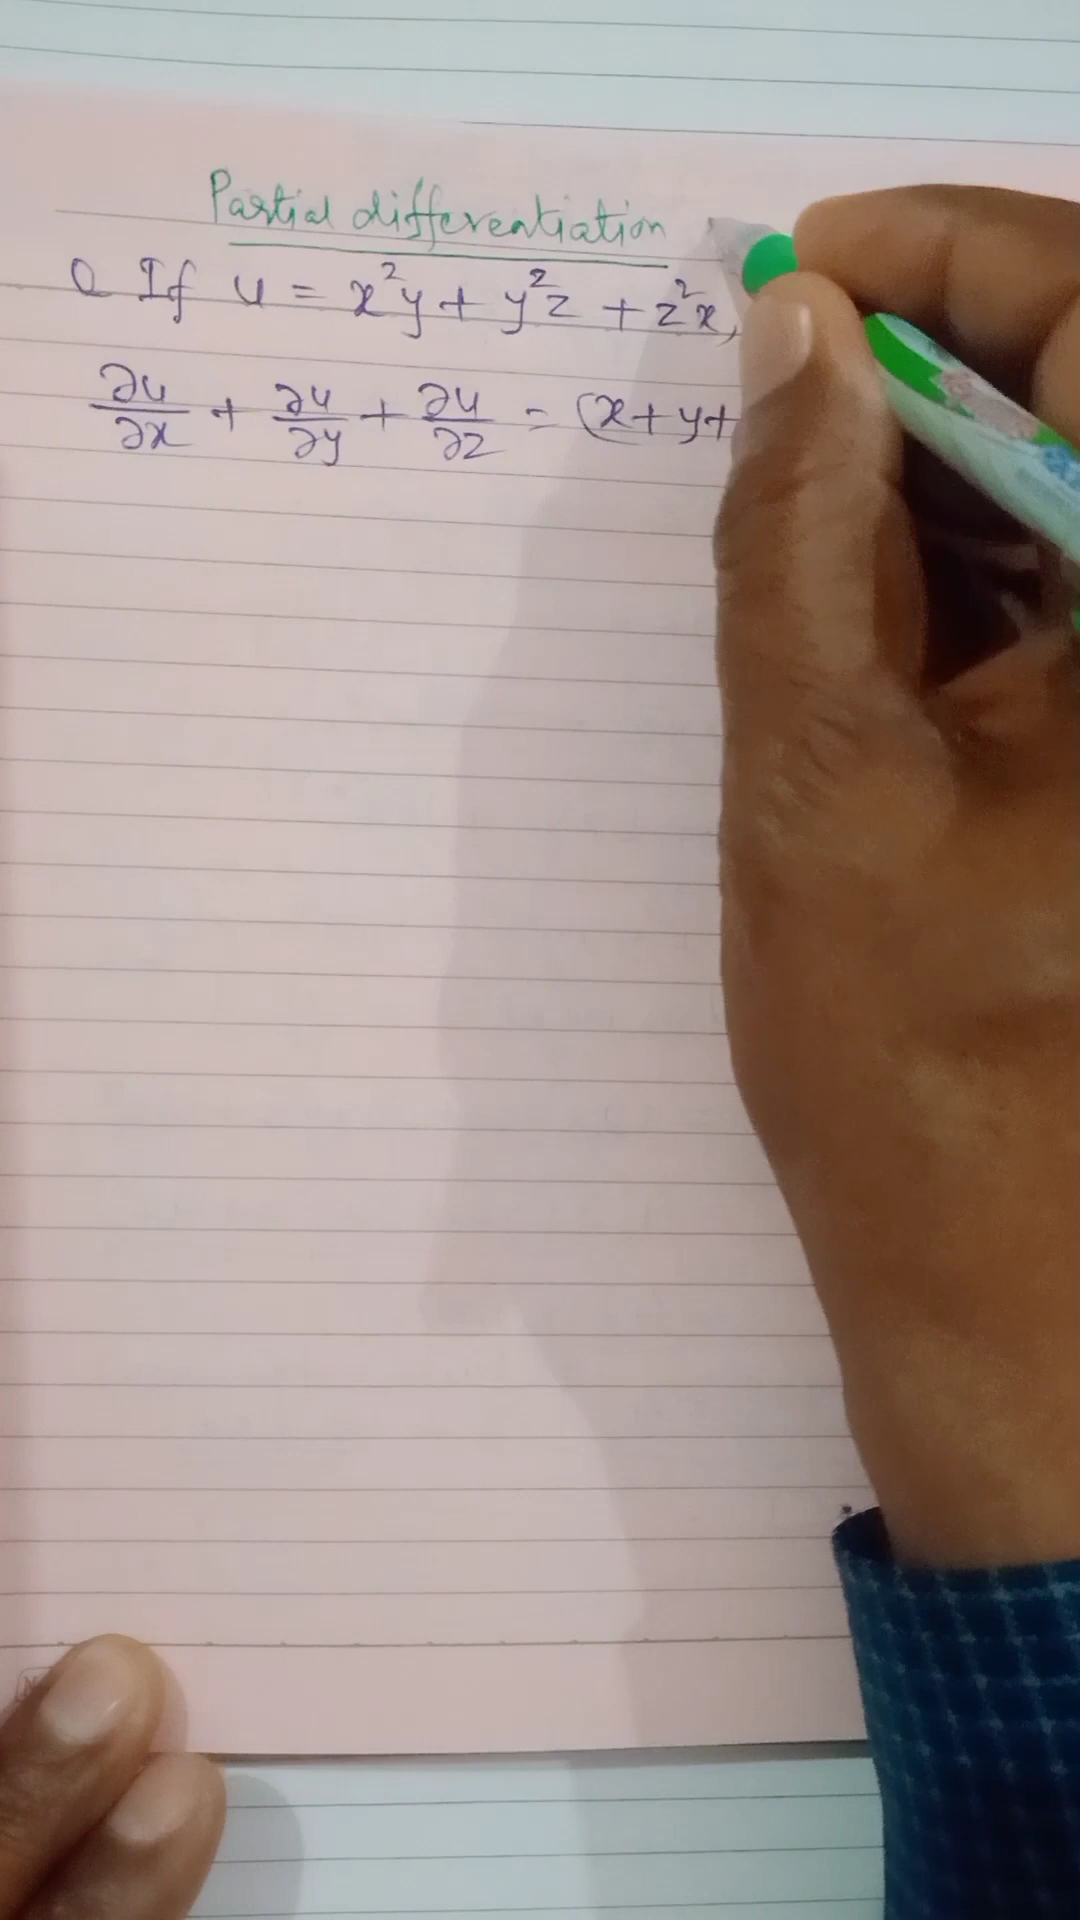 Partial differentiation
Q If u = x²y + y²z + z²x,
∂u/∂x + ∂u/∂y + ∂u/∂z = (x+y+